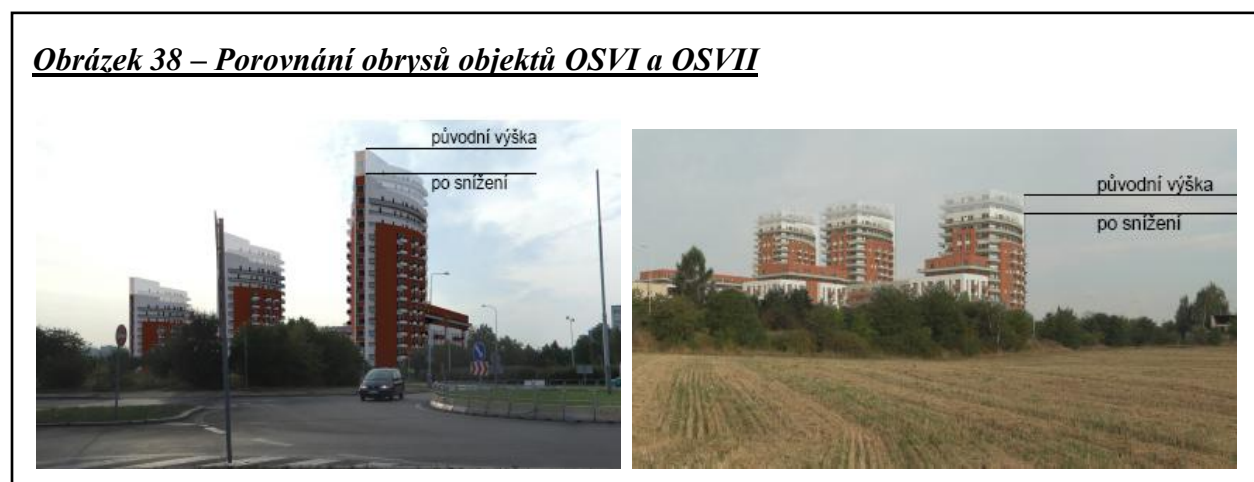 Obrázek 38 – Porovnání obrysů objektů OSVI a OSVII
původní výška
po snížení
původní výška
po snížení